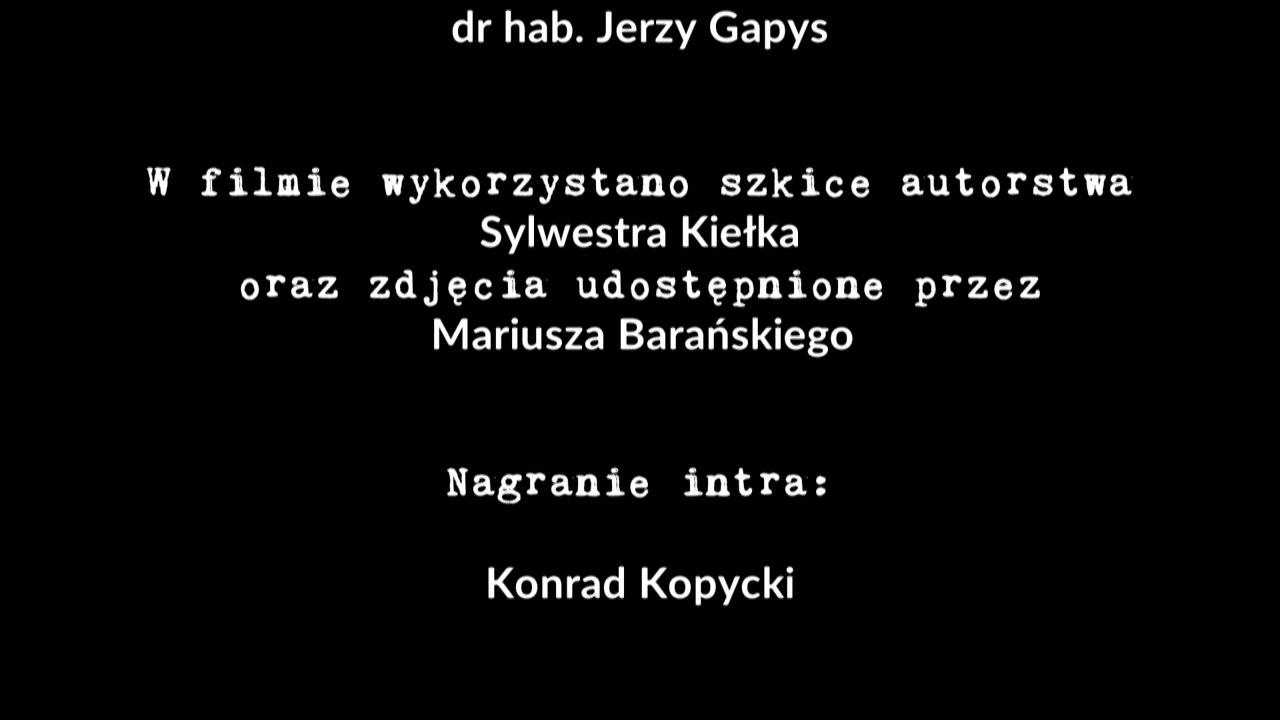 dr hab. Jerzy Gapys
W filmie wykorzystano szkice autorstwa
Sylwestra Kiełka
oraz zdjęcia udostępnione przez
Mariusza Barańskiego
Nagranie intra:
Konrad Kopycki